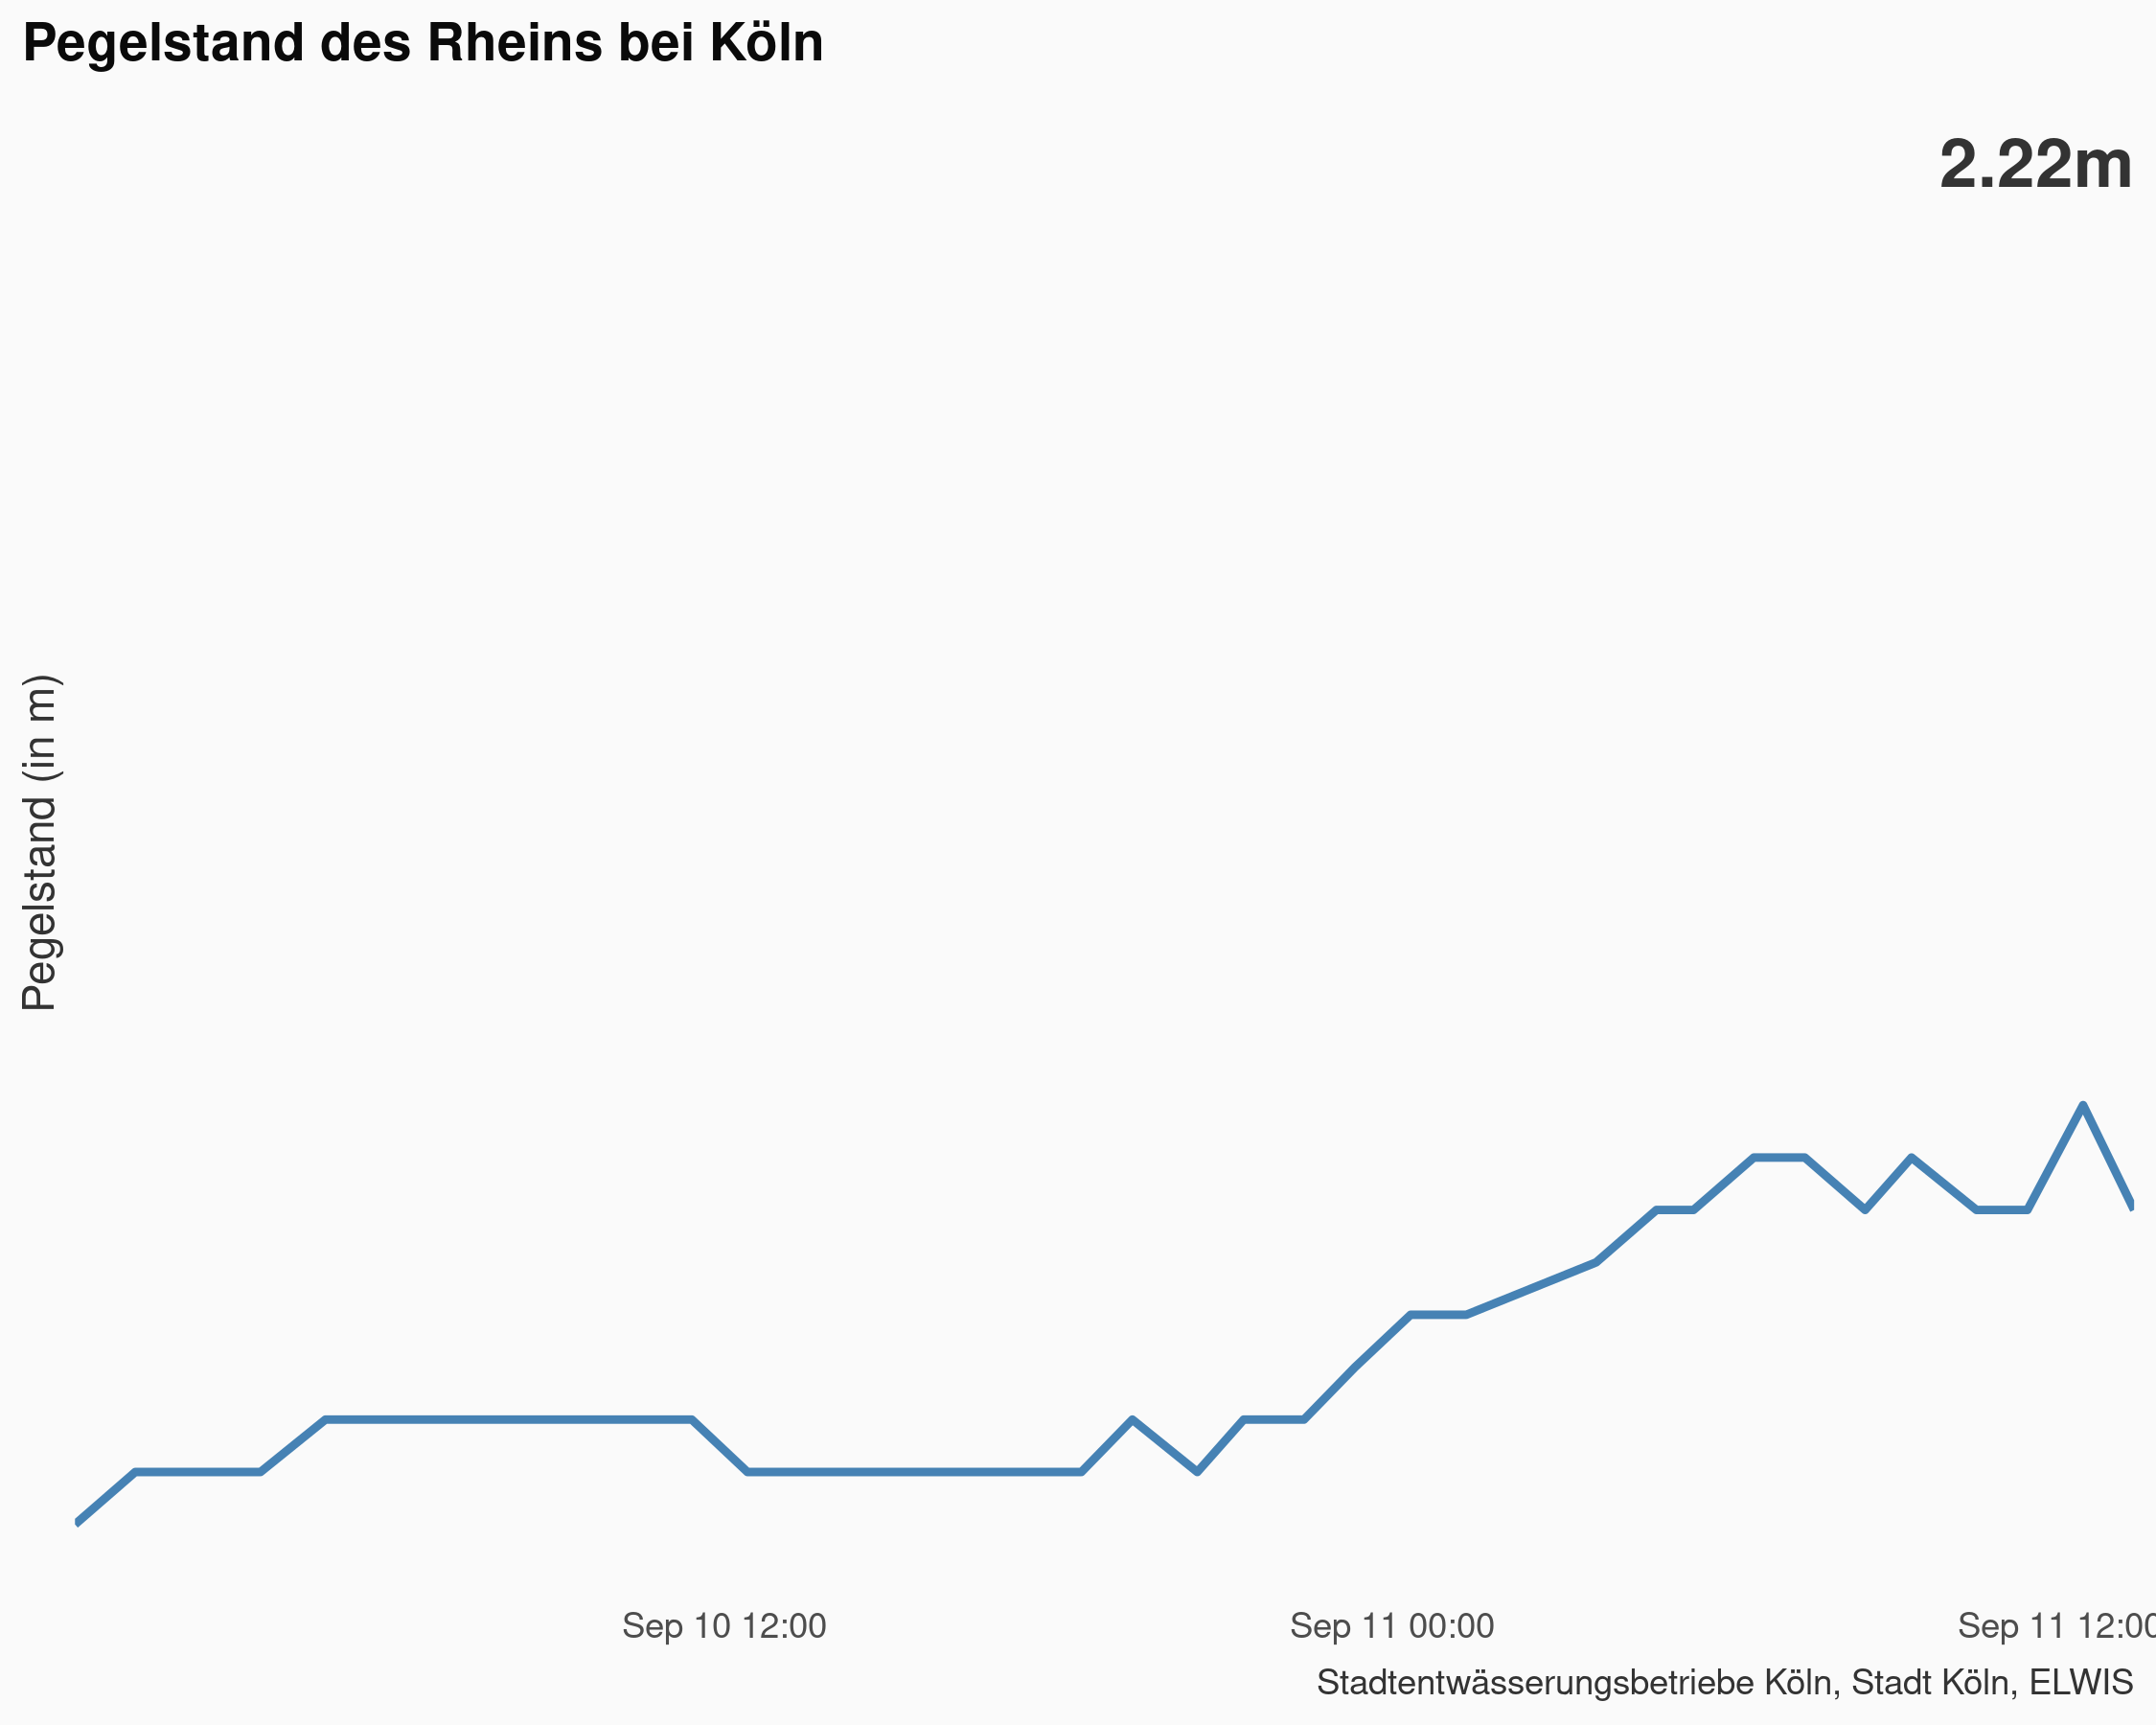 Pegelstand des Rheins bei Köln
2.22m
Pegelstand (in m)
Sep 10 12:00
Sep 11 00:00
Sep 11 12:00
Stadtentwässerungsbetriebe Köln, Stadt Köln, ELWIS